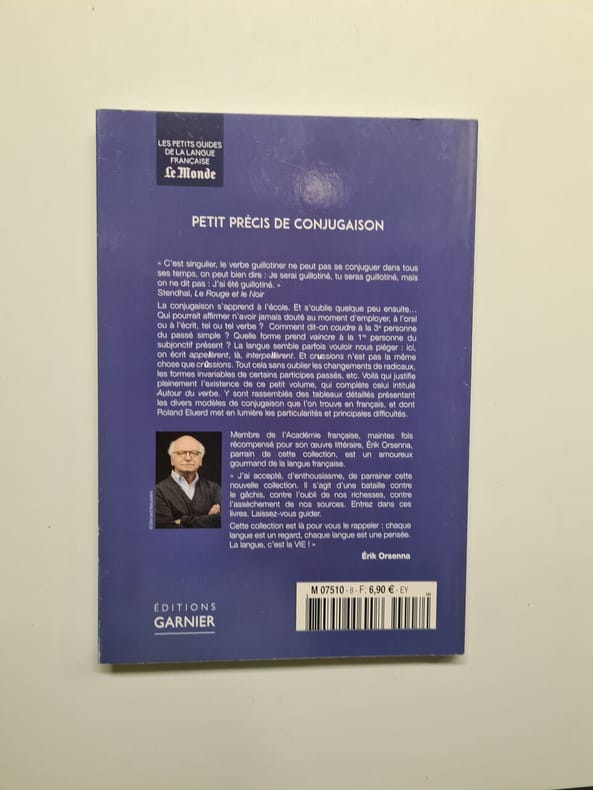 LES PETITS GUIDES
DE LA LANGUE
FRANÇAISE
Le Monde
PETIT PRÉCIS DE CONJUGAISON
« C'est singulier, le verbe guillotiner ne peut pas se conjuguer dans tous
ses temps, on peut bien dire : Je serai guillotiné, tu seras guillotiné, mais
on ne dit pas : J'ai été guillotiné. »
Stendhal, Le Rouge et le Noir
La conjugaison s'apprend à l'école. Et s'oublie quelque peu ensuite...
Qui pourrait affirmer n'avoir jamais douté au moment d'employer, à l'oral
ou à l'écrit, tel ou tel verbe ? Comment dit-on coudre à la 3e personne
du passé simple ? Quelle forme prend vaincre à la 1re personne du
subjonctif présent ? La langue semble parfois vouloir nous piéger : ici,
on écrit appelèrent, là, interpellèrent. Et crussions n'est pas la même
chose que crûssions. Tout cela sans oublier les changements de radicaux,
les formes invariables de certains participes passés, etc. Voilà qui justifie
pleinement l'existence de ce petit volume, qui complète celui intitulé
Autour du verbe. Y sont rassemblés des tableaux détaillés présentant
les divers modèles de conjugaison que l'on trouve en français, et dont
Roland Eluerd met en lumière les particularités et principales difficultés.
Membre de l'Académie française, maintes fois
récompensé pour son œuvre littéraire, Érik Orsenna,
parrain de cette collection, est un amoureux
gourmand de la langue française.
« J'ai accepté, d'enthousiasme, de parrainer cette
nouvelle collection. Il s'agit d'une bataille contre
le gâchis, contre l'oubli de nos richesses, contre
l'assèchement de nos sources. Entrez dans ces
livres. Laissez-vous guider.
Cette collection est là pour vous le rappeler : chaque
langue est un regard, chaque langue est une pensée.
La langue, c'est la VIE ! »
Érik Orsenna
ÉDITIONS
GARNIER
M 07510 - 8 - F: 6,90 € - EY